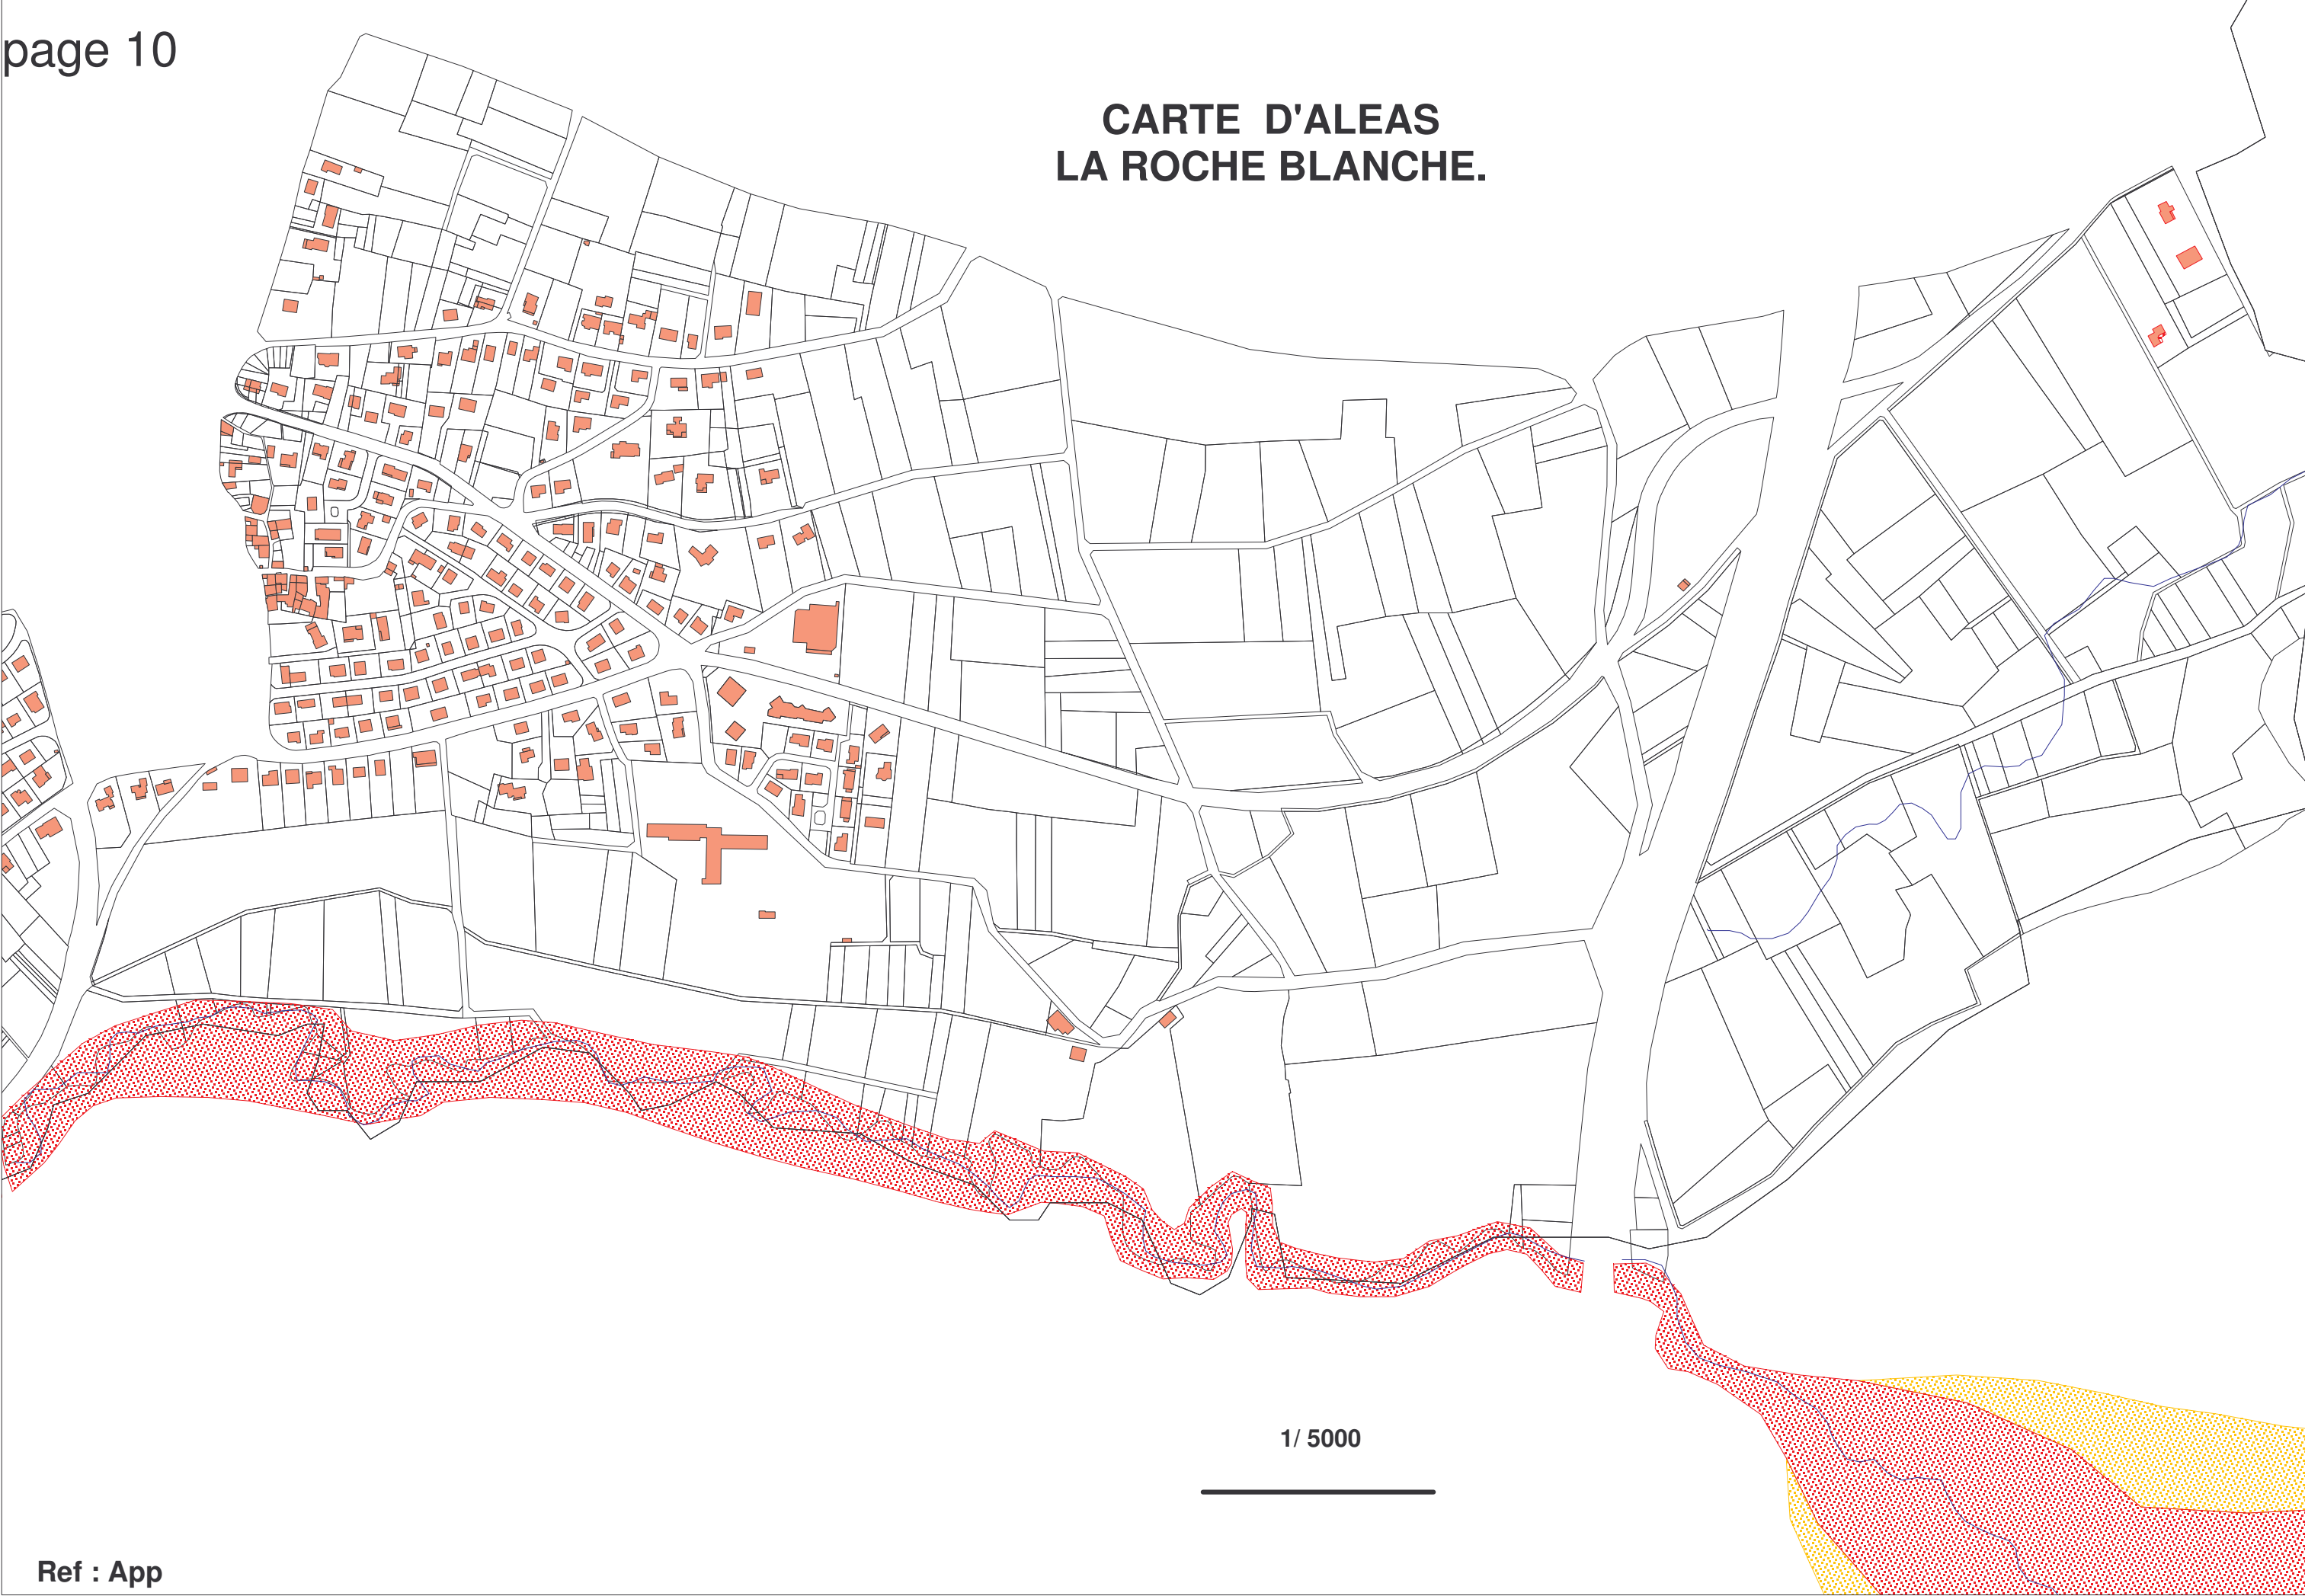 page 10
CARTE D'ALEAS
LA ROCHE BLANCHE.
1/ 5000
Ref : App